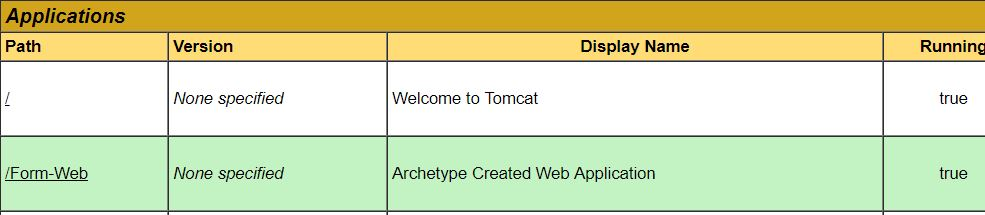 Applications
Path Version Display Name Running
/ None specified Welcome to Tomcat true
/Form-Web None specified Archetype Created Web Application true